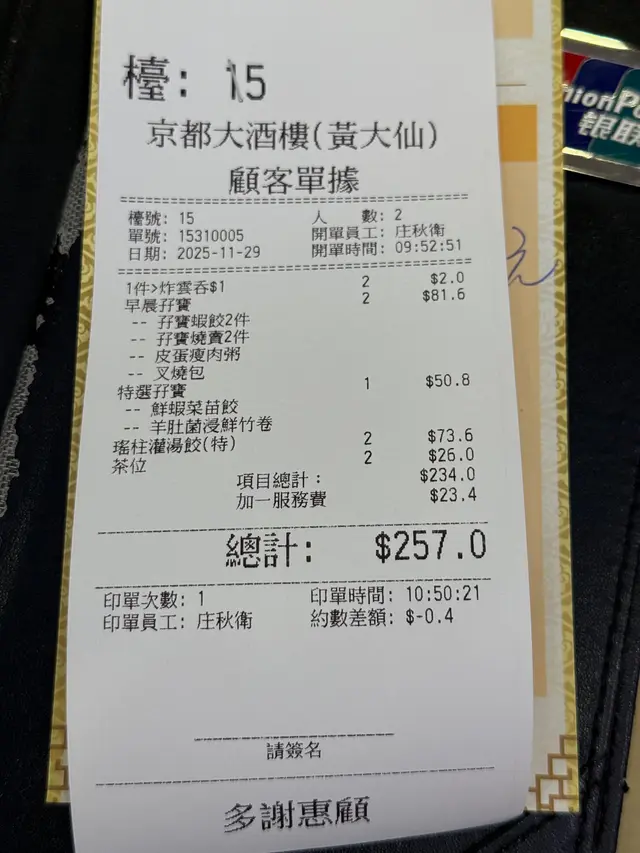 檯: 15
京都大酒樓(黃大仙)
顧客單據
檯號: 15 人 數: 2
單號: 15310005 開單員工: 庄秋衛
日期: 2025-11-29 開單時間: 09:52:51
1件>炸雲吞$1 2 $2.0
早晨孖寶 2 $81.6
-- 孖寶蝦餃2件
-- 孖寶燒賣2件
-- 皮蛋瘦肉粥
-- 叉燒包
特選孖寶 1 $50.8
-- 鮮蝦菜苗餃
-- 羊肚菌浸鮮竹卷
瑤柱灌湯餃(特) 2 $73.6
茶位 2 $26.0
項目總計: $234.0
加一服務費 $23.4
總計: $257.0
印單次數: 1 印單時間: 10:50:21
印單員工: 庄秋衛 約數差額: $-0.4
請簽名
多謝惠顧
銀联